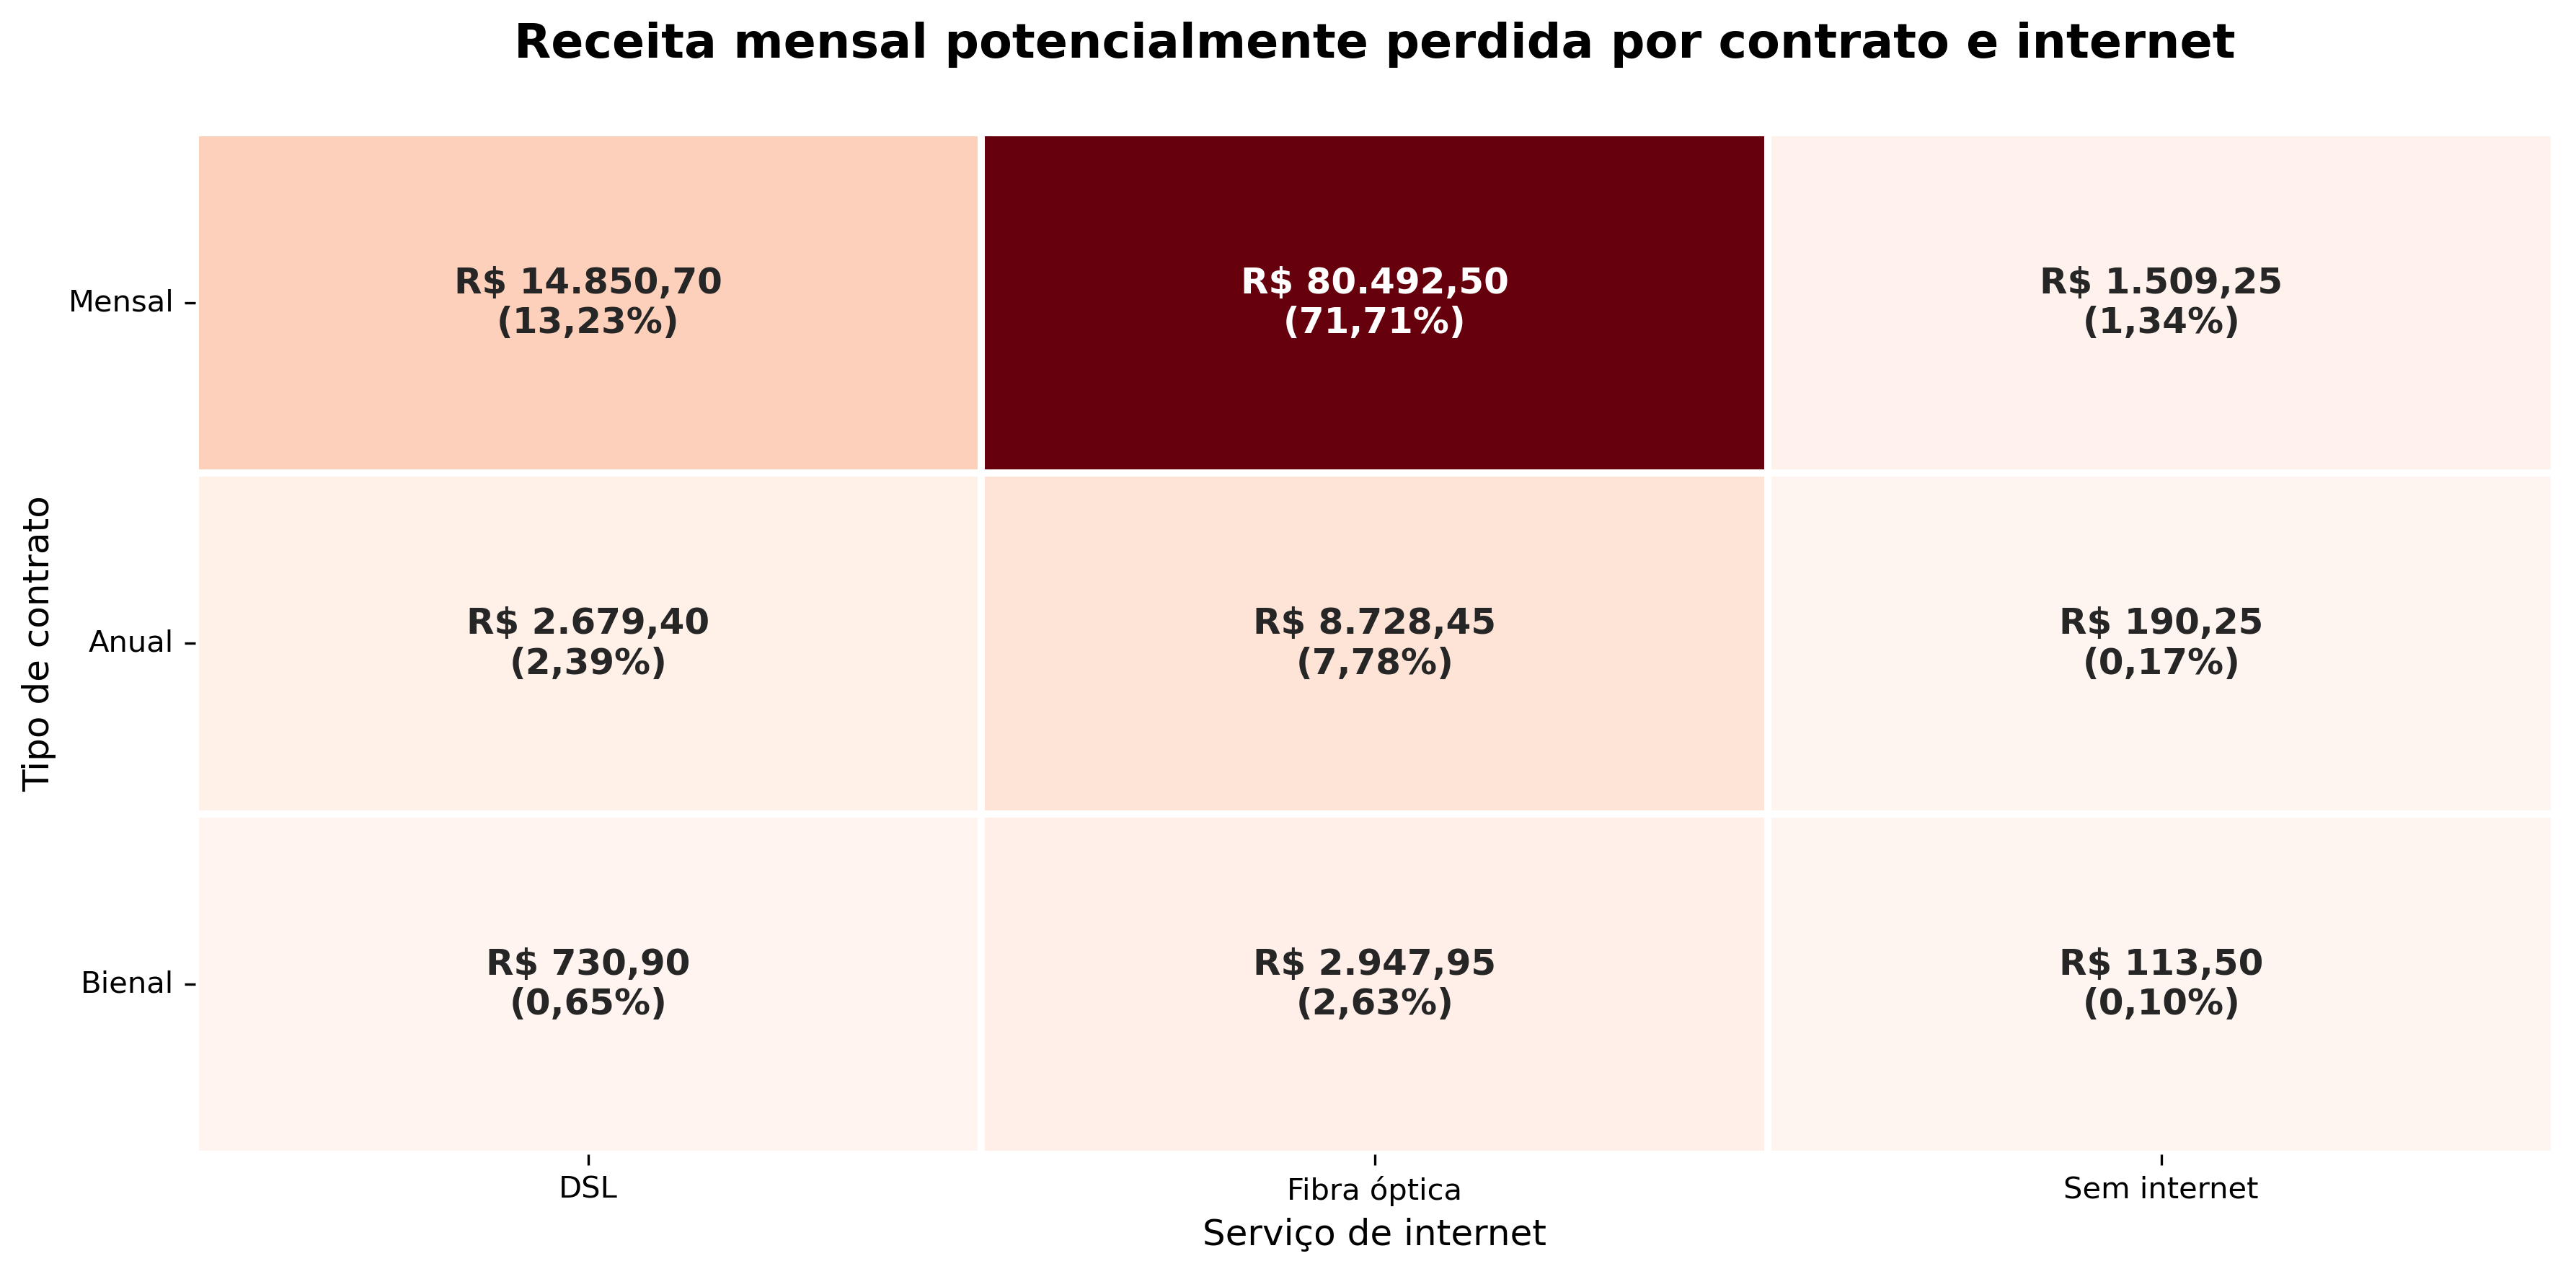 Receita mensal potencialmente perdida por contrato e internet
Tipo de contrato
Mensal
R$ 14.850,70
(13,23%)
R$ 80.492,50
(71,71%)
R$ 1.509,25
(1,34%)
Anual
R$ 2.679,40
(2,39%)
R$ 8.728,45
(7,78%)
R$ 190,25
(0,17%)
Bienal
R$ 730,90
(0,65%)
R$ 2.947,95
(2,63%)
R$ 113,50
(0,10%)
DSL
Fibra óptica
Sem internet
Serviço de internet